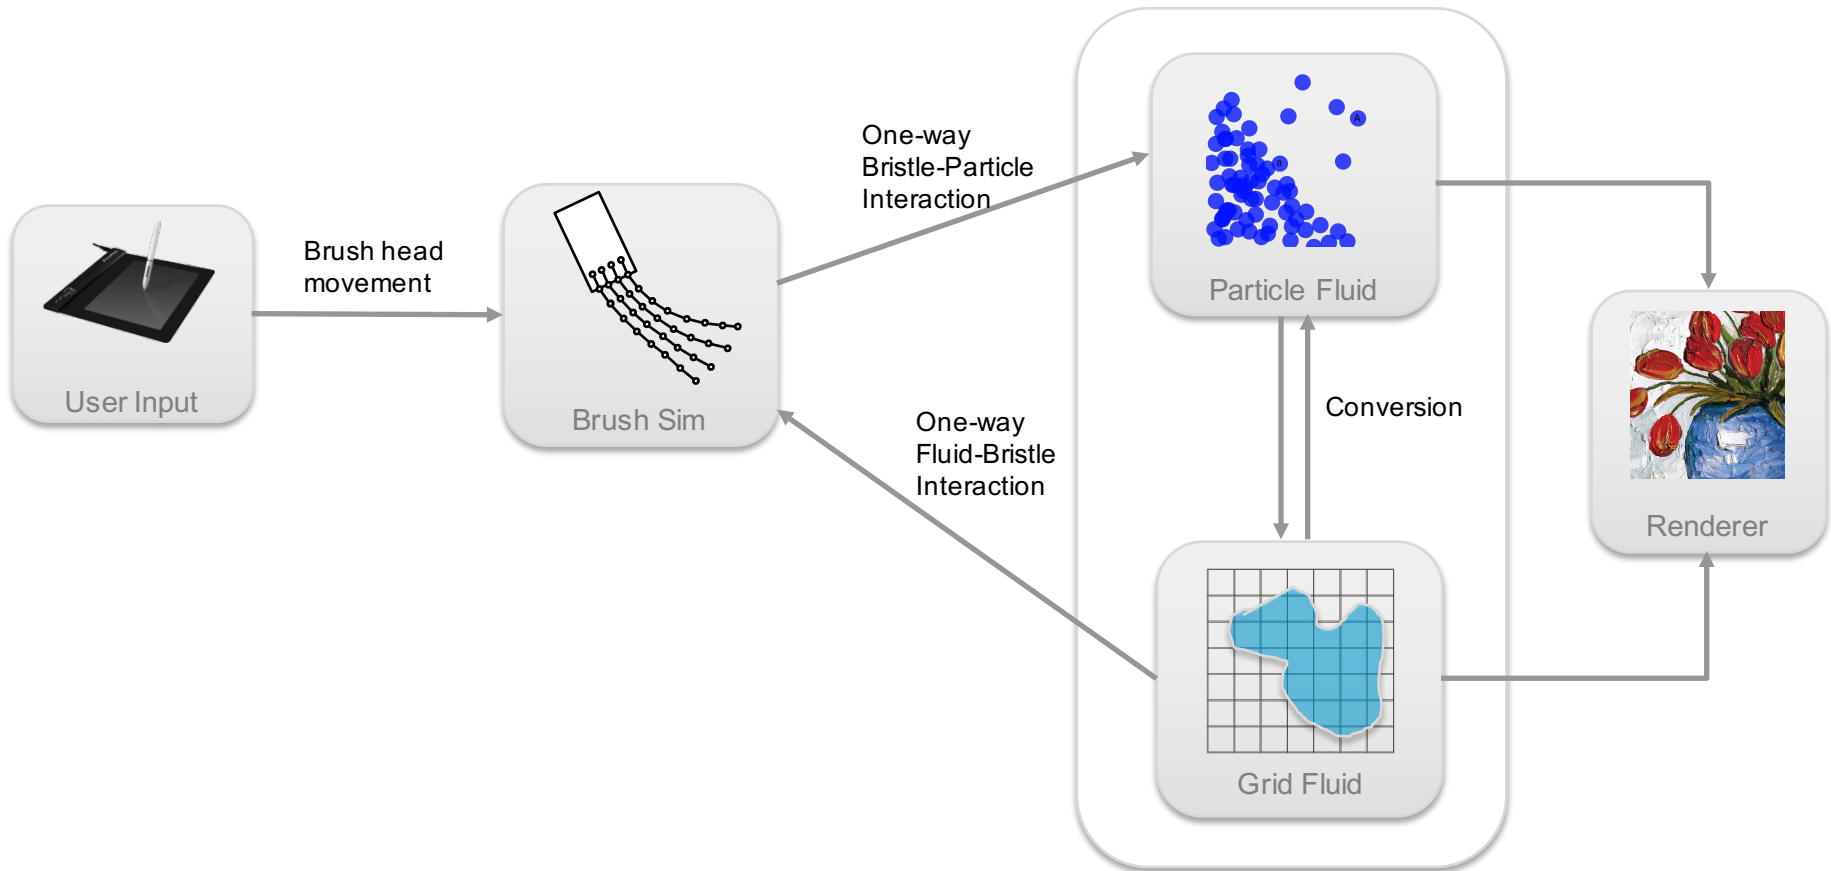 User Input
Brush head
movement
Brush Sim
One-way
Bristle-Particle
Interaction
One-way
Fluid-Bristle
Interaction
A
B
Particle Fluid
Conversion
Grid Fluid
Renderer